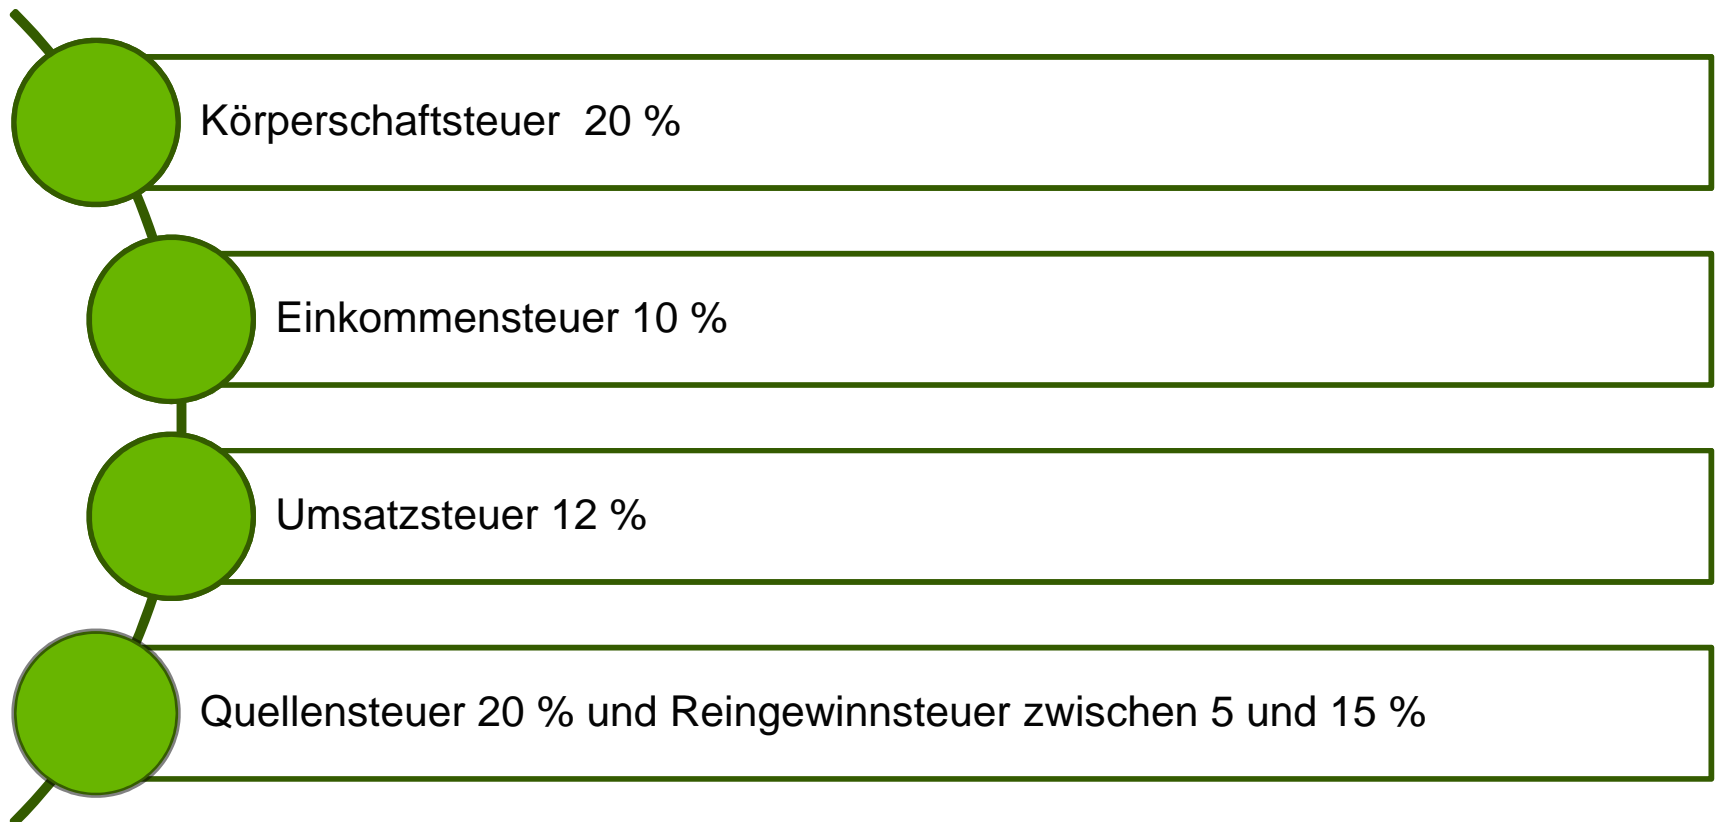 Körperschaftsteuer  20 %
Einkommensteuer 10 %
Umsatzsteuer 12 %
Quellensteuer 20 % und Reingewinnsteuer zwischen 5 und 15 %